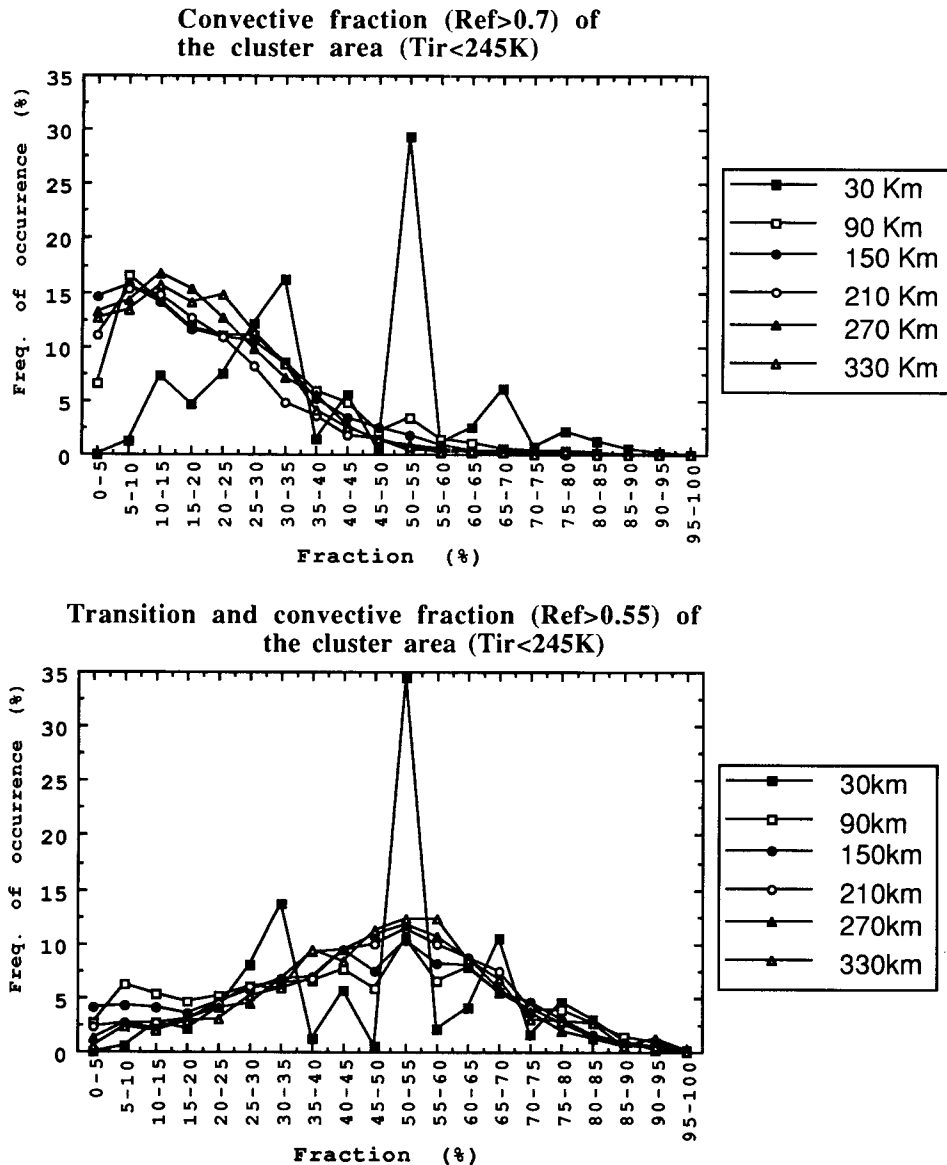 Convective fraction (Ref>0.7) of
the cluster area (Tir<245K)
Freq. of occurrence (%)
35
30
25
20
15
10
5
0
0-5
5-10
10-15
15-20
20-25
25-30
30-35
35-40
40-45
45-50
50-55
55-60
60-65
65-70
70-75
75-80
80-85
85-90
90-95
95-100
Fraction (%)
30 Km
90 Km
150 Km
210 Km
270 Km
330 Km
Transition and convective fraction (Ref>0.55) of
the cluster area (Tir<245K)
Freq. of occurrence (%)
35
30
25
20
15
10
5
0
0-5
5-10
10-15
15-20
20-25
25-30
30-35
35-40
40-45
45-50
50-55
55-60
60-65
65-70
70-75
75-80
80-85
85-90
90-95
95-100
Fraction (%)
30km
90km
150km
210km
270km
330km